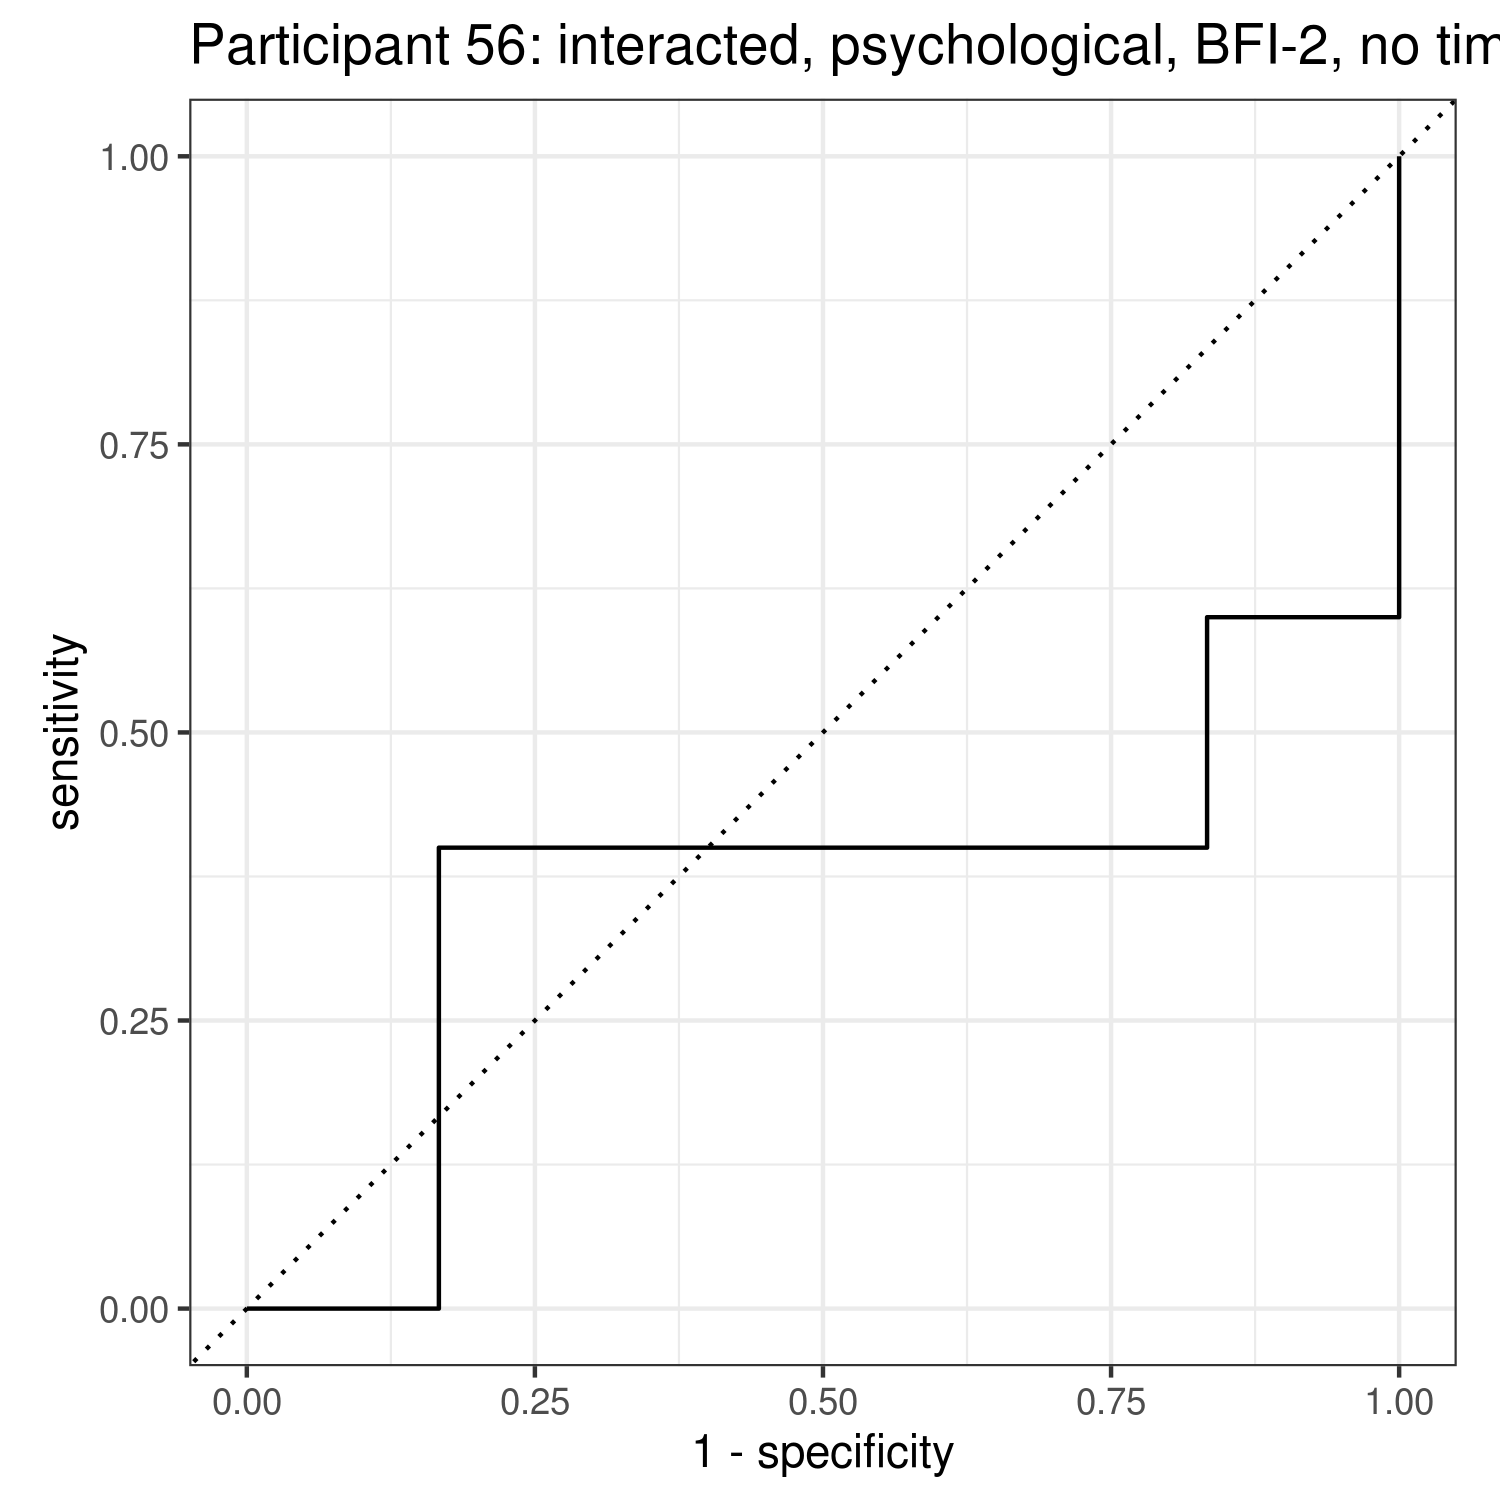 Participant 56: interacted, psychological, BFI-2, no
1.00
0.75
0.50
0.25
0.00
sensitivity
0.00 0.25 0.50 0.75 1.00
1 - specificity